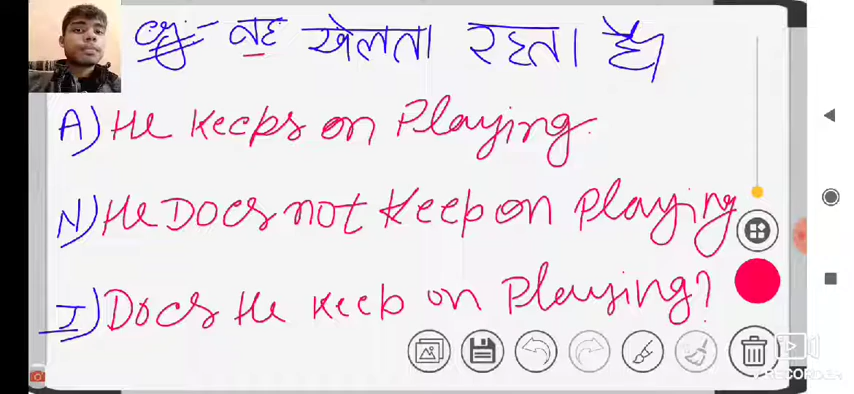 eg - वह खेलता रहता है।
A) He keeps on Playing.
N) He Does not Keep on Playing
I) Does He Keep on Playing?
RECORDER